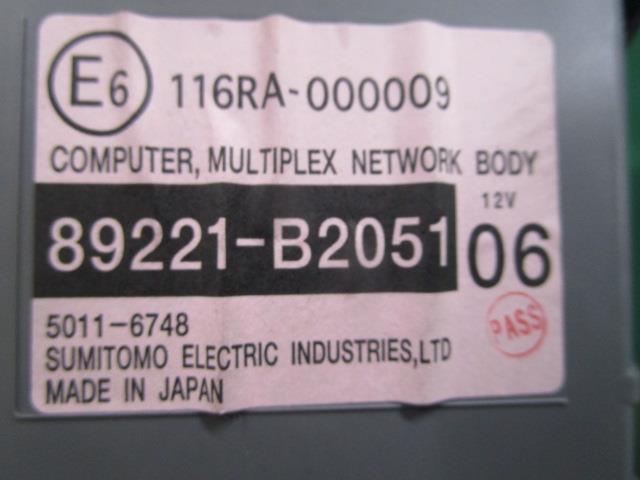 E6 116RA-000009
COMPUTER, MULTIPLEX NETWORK BODY
12V
89221-B2051 06
PASS
5011-6748
SUMITOMO ELECTRIC INDUSTRIES,LTD
MADE IN JAPAN